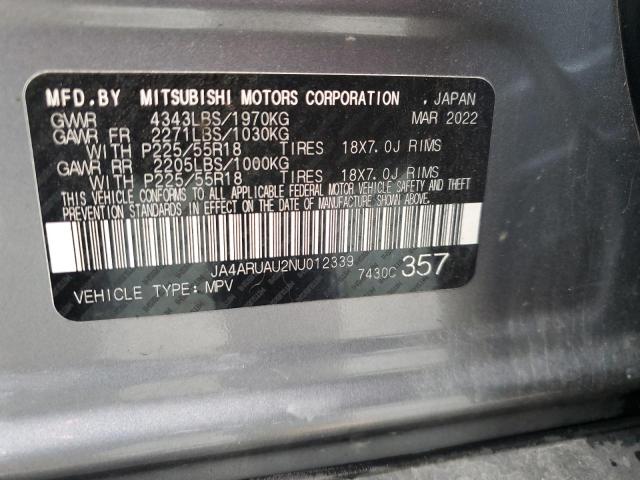 MFD.BY MITSUBISHI MOTORS CORPORATION , JAPAN
GVWR 4343LBS/1970KG MAR 2022
GAWR FR 2271LBS/1030KG
WITH P225/55R18 TIRES 18X7.0J RIMS
GAWR RR 2205LBS/1000KG
WITH P225/55R18 TIRES 18X7.0J RIMS
THIS VEHICLE CONFORMS TO ALL APPLICABLE FEDERAL MOTOR VEHICLE SAFETY AND THEFT
PREVENTION STANDARDS IN EFFECT ON THE DATE OF MANUFACTURE SHOWN ABOVE.
JA4ARUAU2NU012339 7430C 357
VEHICLE TYPE: MPV